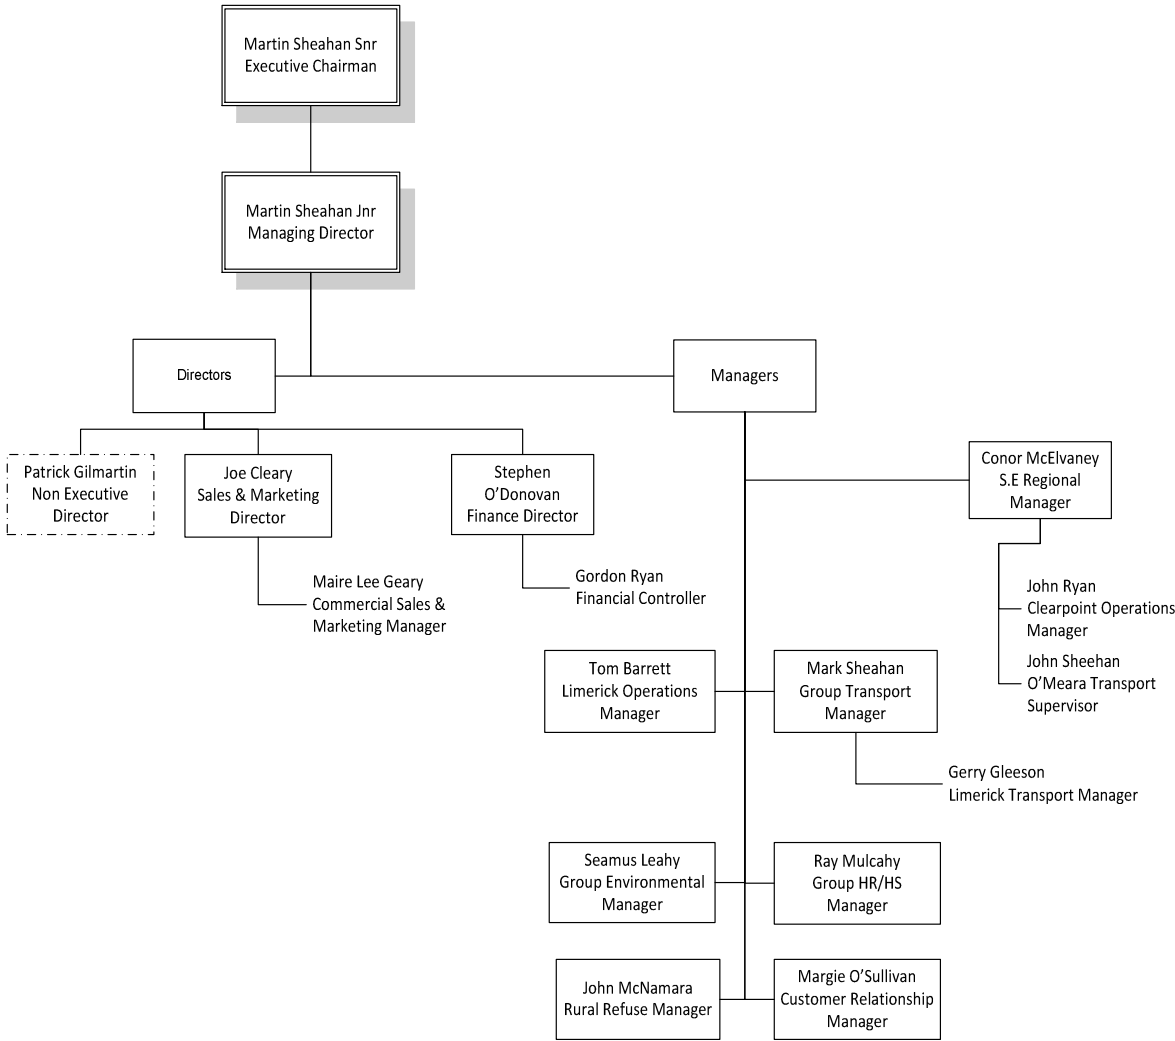 Martin Sheahan Snr
Executive Chairman
Martin Sheahan Jnr
Managing Director
Directors
Managers
Patrick Gilmartin
Non Executive
Director
Joe Cleary
Sales & Marketing
Director
Stephen
O’Donovan
Finance Director
Conor McElvaney
S.E Regional
Manager
Maire Lee Geary
Commercial Sales &
Marketing Manager
Gordon Ryan
Financial Controller
John Ryan
Clearpoint Operations
Manager
John Sheehan
O’Meara Transport
Supervisor
Tom Barrett
Limerick Operations
Manager
Mark Sheahan
Group Transport
Manager
Gerry Gleeson
Limerick Transport Manager
Seamus Leahy
Group Environmental
Manager
Ray Mulcahy
Group HR/HS
Manager
John McNamara
Rural Refuse Manager
Margie O’Sullivan
Customer Relationship
Manager